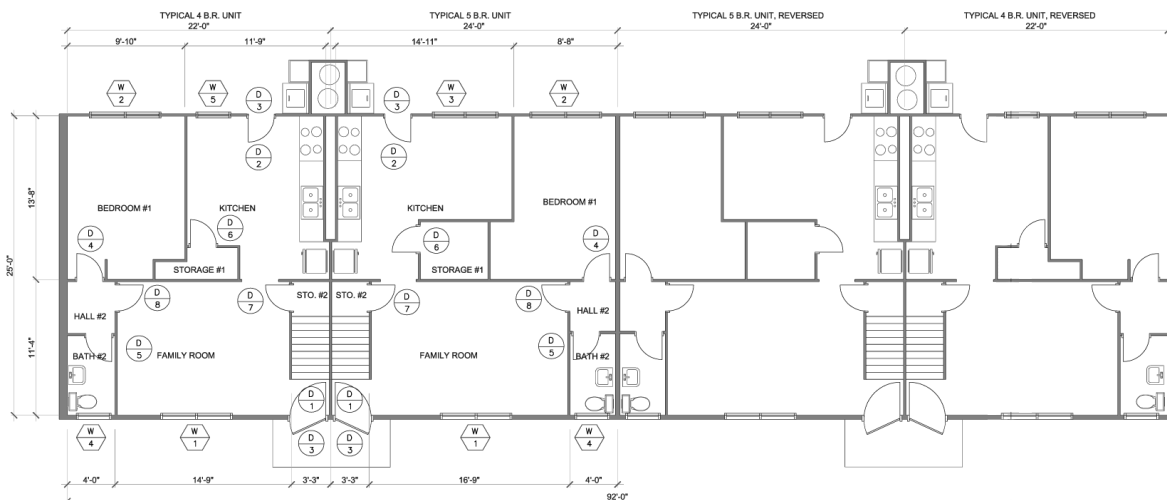 TYPICAL 4 B.R. UNIT
22'-0"
TYPICAL 5 B.R. UNIT
24'-0"
TYPICAL 5 B.R. UNIT, REVERSED
24'-0"
TYPICAL 4 B.R. UNIT, REVERSED
22'-0"
9'-10"
11'-9"
14'-11"
8'-8"
W
2
W
5
D
3
D
3
W
3
W
2
D
2
D
2
25'-0"
13'-8"
BEDROOM #1
KITCHEN
KITCHEN
BEDROOM #1
D
4
D
6
D
6
D
4
STORAGE #1
STORAGE #1
D
8
D
7
STO. #2
STO. #2
D
7
D
8
11'-4"
HALL #2
HALL #2
BATH #2
D
5
FAMILY ROOM
FAMILY ROOM
D
5
BATH #2
D
1
D
1
W
4
W
1
D
3
D
3
W
1
W
4
4'-0"
14'-9"
3'-3"
3'-3"
16'-9"
4'-0"
92'-0"